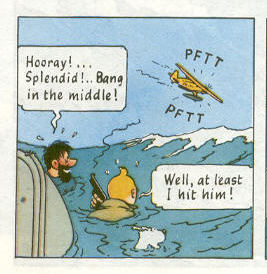 Hooray!...
Splendid!.. Bang
in the middle!
PFTT
PFTT
Well, at least
I hit him!